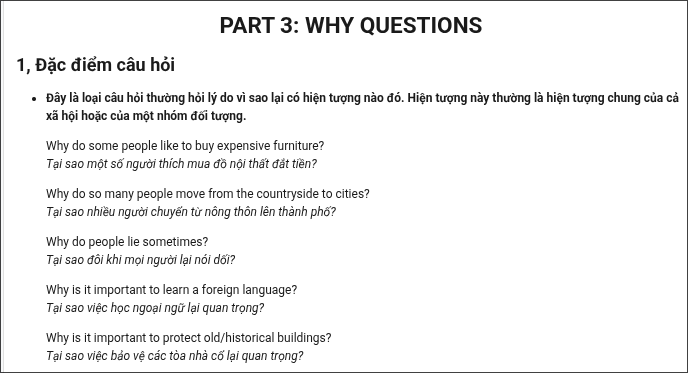 PART 3: WHY QUESTIONS
1, Đặc điểm câu hỏi
• Đây là loại câu hỏi thường hỏi lý do vì sao lại có hiện tượng nào đó. Hiện tượng này thường là hiện tượng chung của cả
xã hội hoặc của một nhóm đối tượng.
Why do some people like to buy expensive furniture?
Tại sao một số người thích mua đồ nội thất đắt tiền?
Why do so many people move from the countryside to cities?
Tại sao nhiều người chuyển từ nông thôn lên thành phố?
Why do people lie sometimes?
Tại sao đôi khi mọi người lại nói dối?
Why is it important to learn a foreign language?
Tại sao việc học ngoại ngữ lại quan trọng?
Why is it important to protect old/historical buildings?
Tại sao việc bảo vệ các tòa nhà cổ lại quan trọng?